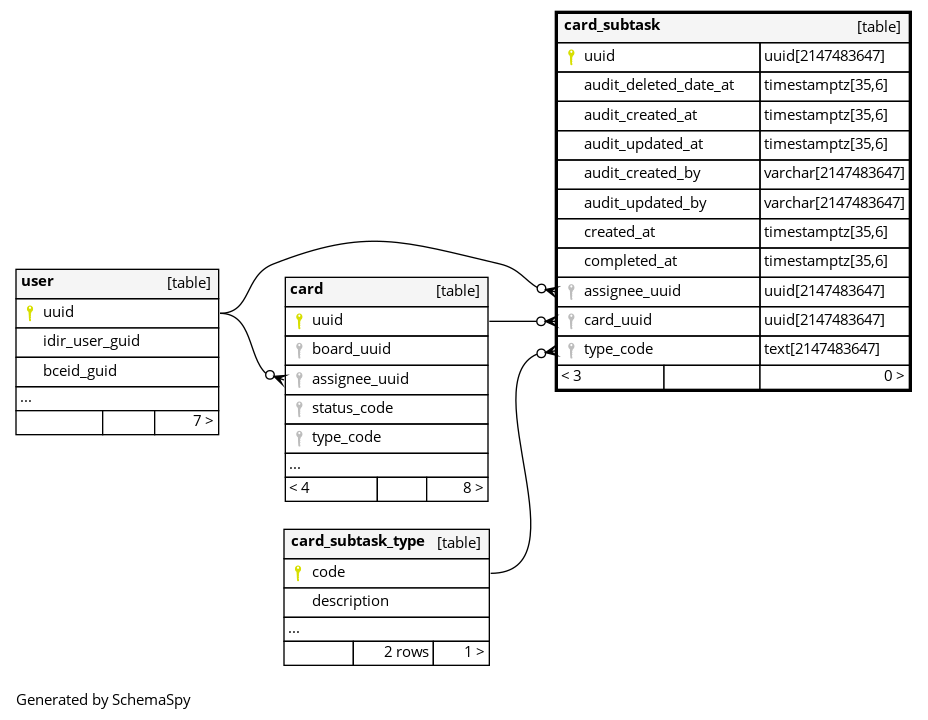 card_subtask [table]
uuid uuid[2147483647]
audit_deleted_date_at timestamptz[35,6]
audit_created_at timestamptz[35,6]
audit_updated_at timestamptz[35,6]
audit_created_by varchar[2147483647]
audit_updated_by varchar[2147483647]
created_at timestamptz[35,6]
completed_at timestamptz[35,6]
assignee_uuid uuid[2147483647]
card_uuid uuid[2147483647]
type_code text[2147483647]
< 3 0 >
user [table]
uuid
idir_user_guid
bceid_guid
...
7 >
card [table]
uuid
board_uuid
assignee_uuid
status_code
type_code
...
< 4 8 >
card_subtask_type [table]
code
description
...
2 rows 1 >
Generated by SchemaSpy